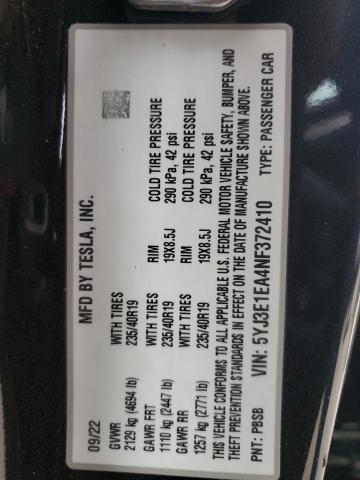 MFD BY TESLA, INC.
09/22
GVWR
2129 kg (4694 lb)
GAWR FRT WITH TIRES RIM COLD TIRE PRESSURE
1110 kg (2447 lb) 235/40R19 19X8.5J 290 kPa, 42 psi
GAWR RR WITH TIRES RIM COLD TIRE PRESSURE
1257 kg (2771 lb) 235/40R19 19X8.5J 290 kPa, 42 psi
THIS VEHICLE CONFORMS TO ALL APPLICABLE U.S. FEDERAL MOTOR VEHICLE SAFETY, BUMPER, AND
THEFT PREVENTION STANDARDS IN EFFECT ON THE DATE OF MANUFACTURE SHOWN ABOVE.
PNT: PBSB VIN: 5YJ3E1EA4NF372410 TYPE: PASSENGER CAR